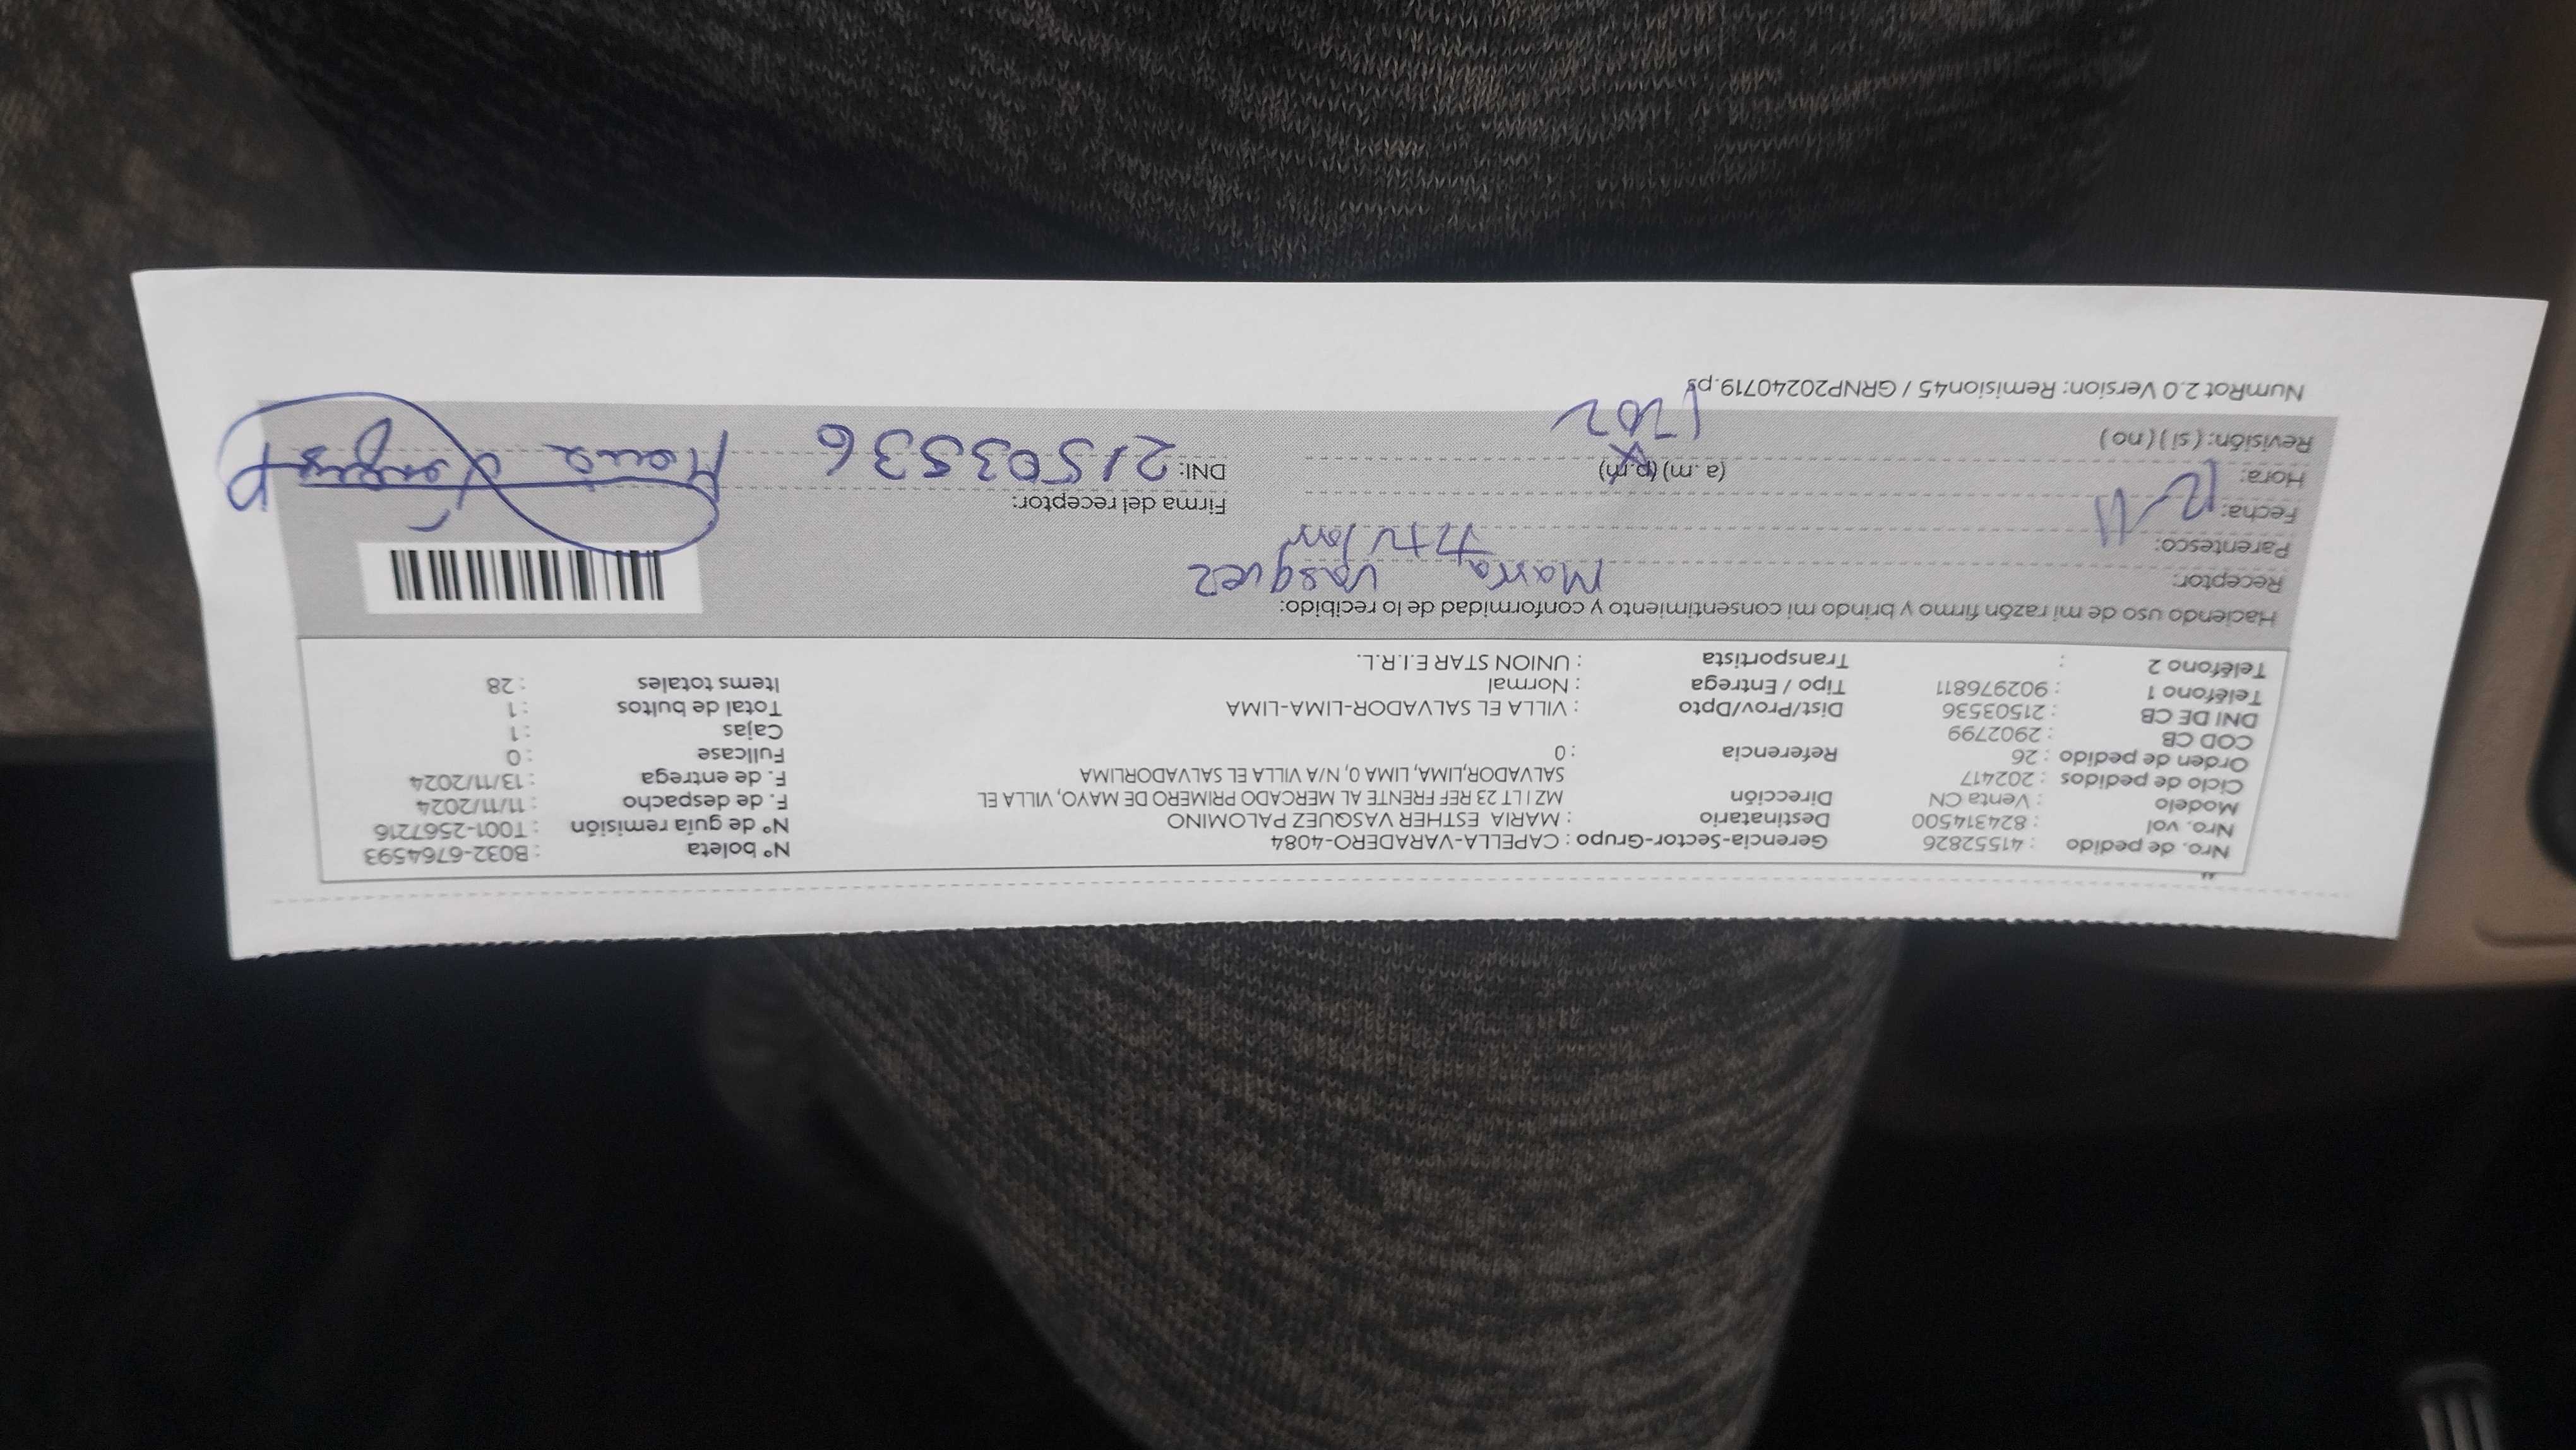 Nro. de pedido : 41552826 Gerencia-Sector-Grupo : CAPELLA-VARADERO-4084 N° boleta : B032-6764593
Nro. vol : 824314500 Destinatario : MARIA ESTHER VASQUEZ PALOMINO N° de guía remisión : T001-2567216
Modelo : Venta CN Dirección MZ I LT 23 REF FRENTE AL MERCADO PRIMERO DE MAYO, VILLA EL F. de despacho : 11/11/2024
Ciclo de pedidos : 202417 SALVADOR,LIMA, LIMA 0, N/A VILLA EL SALVADORLIMA F. de entrega : 13/11/2024
Orden de pedido : 26 Referencia : 0 Fullcase : 0
COD CB : 2902799 Cajas : 1
DNI DE CB : 21503536 Dist/Prov/Dpto : VILLA EL SALVADOR-LIMA-LIMA Total de bultos : 1
Teléfono 1 : 902976811 Tipo / Entrega : Normal Items totales : 28
Teléfono 2 : Transportista : UNION STAR E.I.R.L.
Haciendo uso de mi razón firmo y brindo mi consentimiento y conformidad de lo recibido:
Receptor: Maria Vasquez
Parentesco: titular
Fecha: 12 11 Firma del receptor:
Hora: (a. m) (p.m) DNI: 21503536 Maria Vasquez P
Revisión: ( si ) ( no )
NumRot 2.0 Version: Remision45 / GRNP20240719.ps